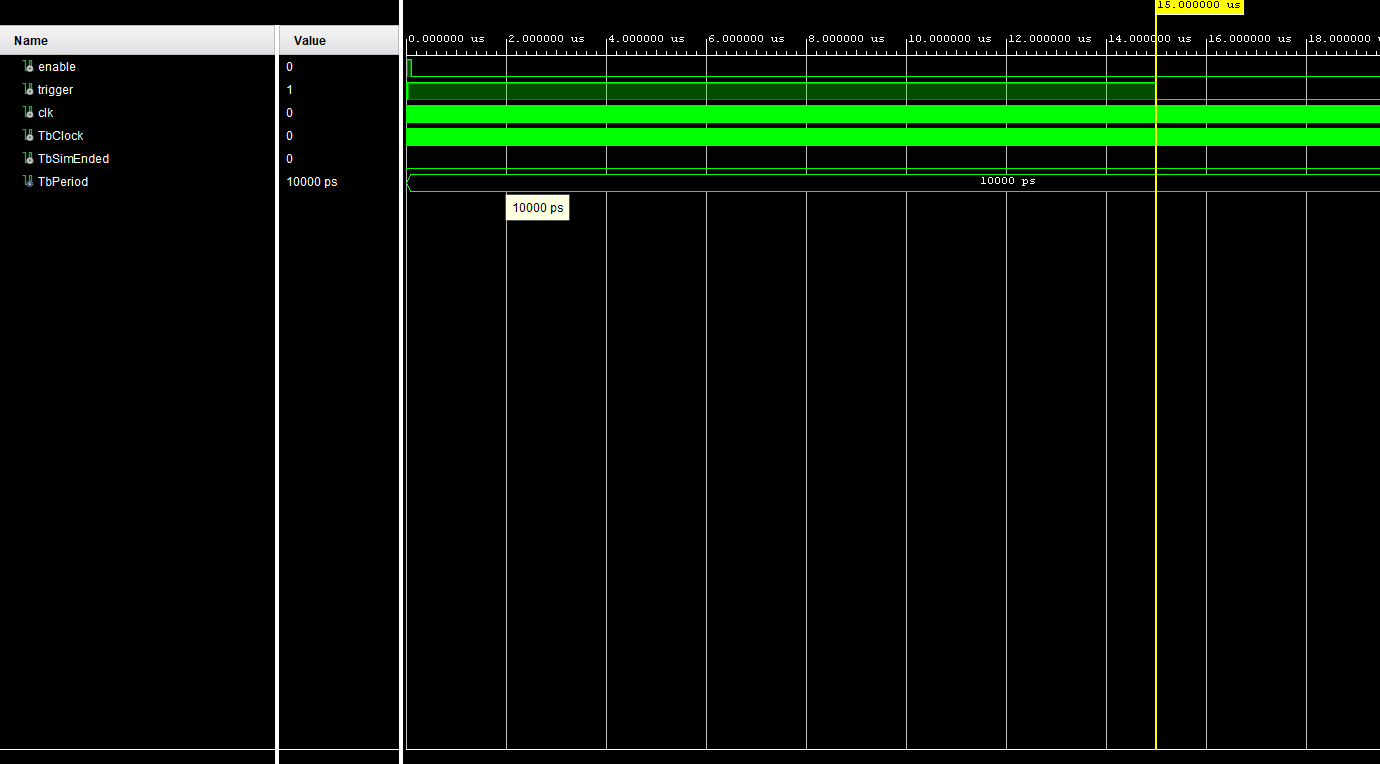 15.000000 us
Name Value
0.000000 us 2.000000 us 4.000000 us 6.000000 us 8.000000 us 10.000000 us 12.000000 us 14.000000 us 16.000000 us 18.000000
enable 0
trigger 1
clk 0
TbClock 0
TbSimEnded 0
TbPeriod 10000 ps 10000 ps
10000 ps